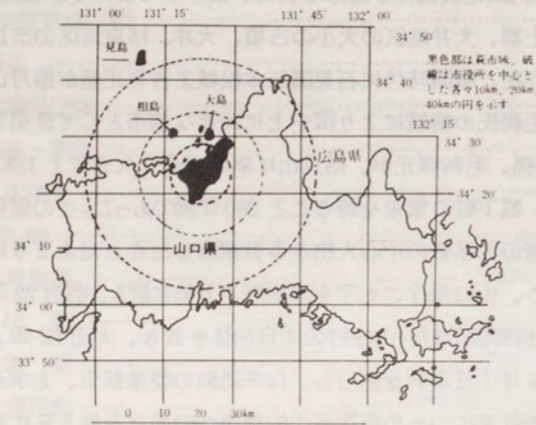 131° 00′ 131° 15′ 131° 45′ 132° 00′
見島
34° 50′
黒色部は萩市域、破
線は市役所を中心と
した各々10km、20km、
40kmの円を示す
34° 40′
相島
大島
132° 15′
34° 30′
広島県
34° 20′
34° 10′
山口県
34° 00′
33° 50′
0 10 20 30km